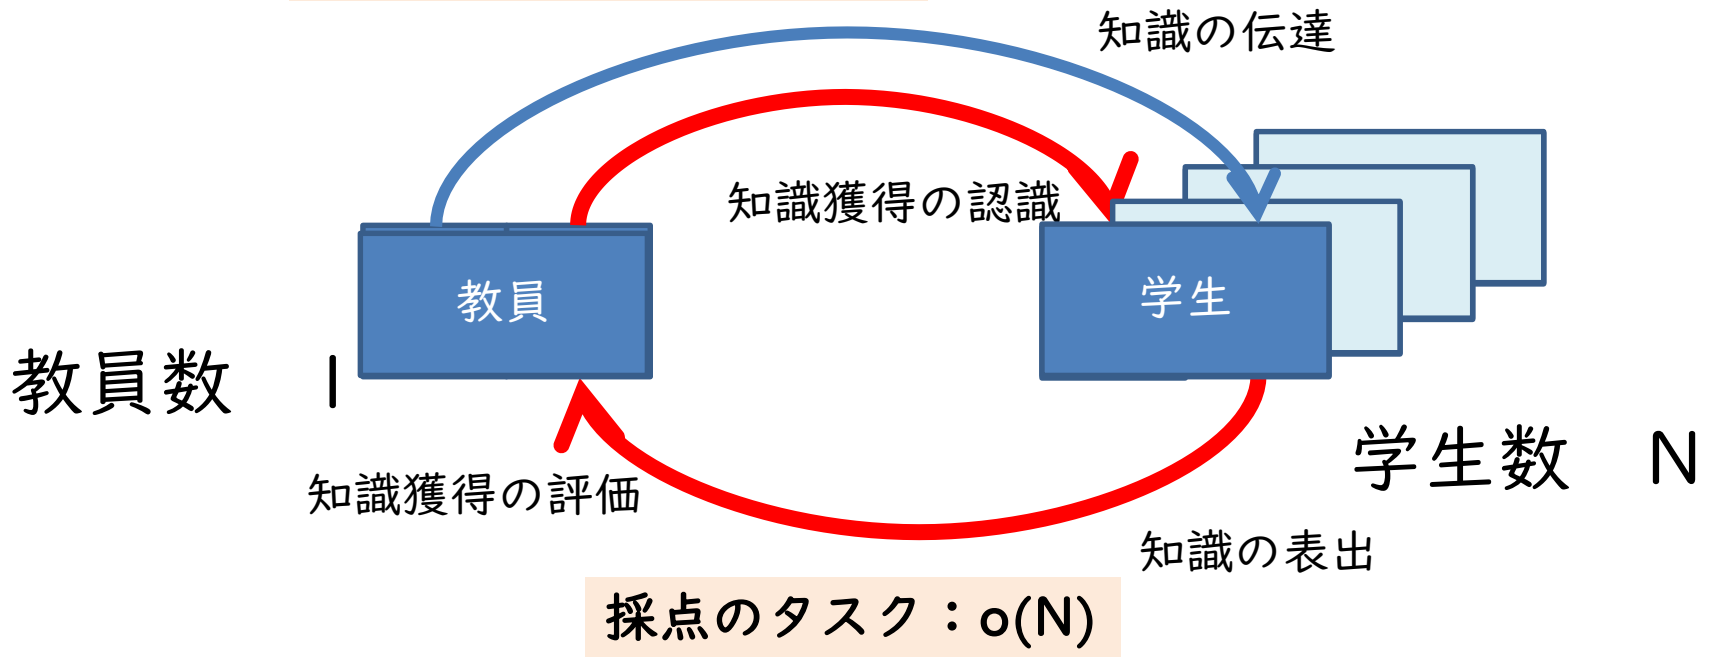 知識の伝達
知識獲得の認識
教員
学生
教員数　1
学生数　N
知識獲得の評価
知識の表出
採点のタスク：o(N)